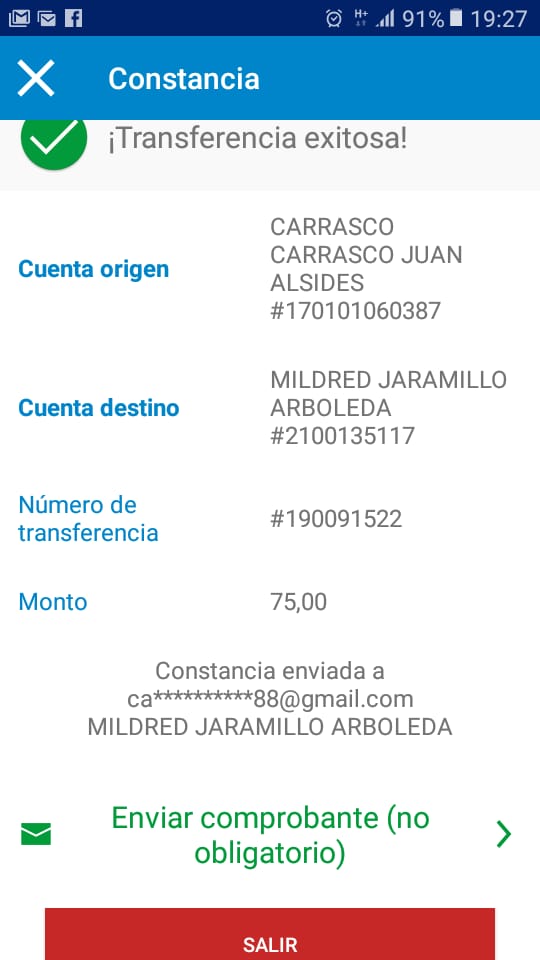 H+
91%
19:27
Constancia
¡Transferencia exitosa!
Cuenta origen
CARRASCO
CARRASCO JUAN
ALSIDES
#170101060387
Cuenta destino
MILDRED JARAMILLO
ARBOLEDA
#2100135117
Número de
transferencia
#190091522
Monto
75,00
Constancia enviada a
ca**********88@gmail.com
MILDRED JARAMILLO ARBOLEDA
Enviar comprobante (no
obligatorio)
SALIR